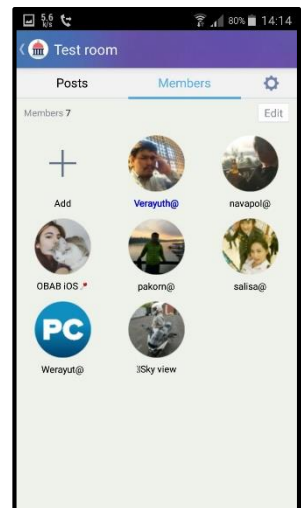 5.6
K/s
80%
14:14
Test room
Posts
Members
Members 7
Edit
Add
Verayuth@
navapol@
OBAB iOS
pakorn@
salisa@
PC
Werayut@
Sky view